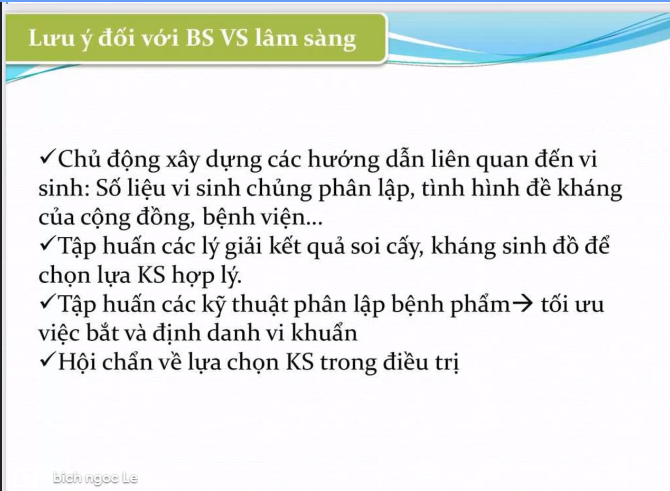 Lưu ý đối với BS VS lâm sàng
✓Chủ động xây dựng các hướng dẫn liên quan đến vi
sinh: Số liệu vi sinh chủng phân lập, tình hình đề kháng
của cộng đồng, bệnh viện...
✓Tập huấn các lý giải kết quả soi cấy, kháng sinh đồ để
chọn lựa KS hợp lý.
✓Tập huấn các kỹ thuật phân lập bệnh phẩm→ tối ưu
việc bắt và định danh vi khuẩn
✓Hội chẩn về lựa chọn KS trong điều trị
bich ngoc Le